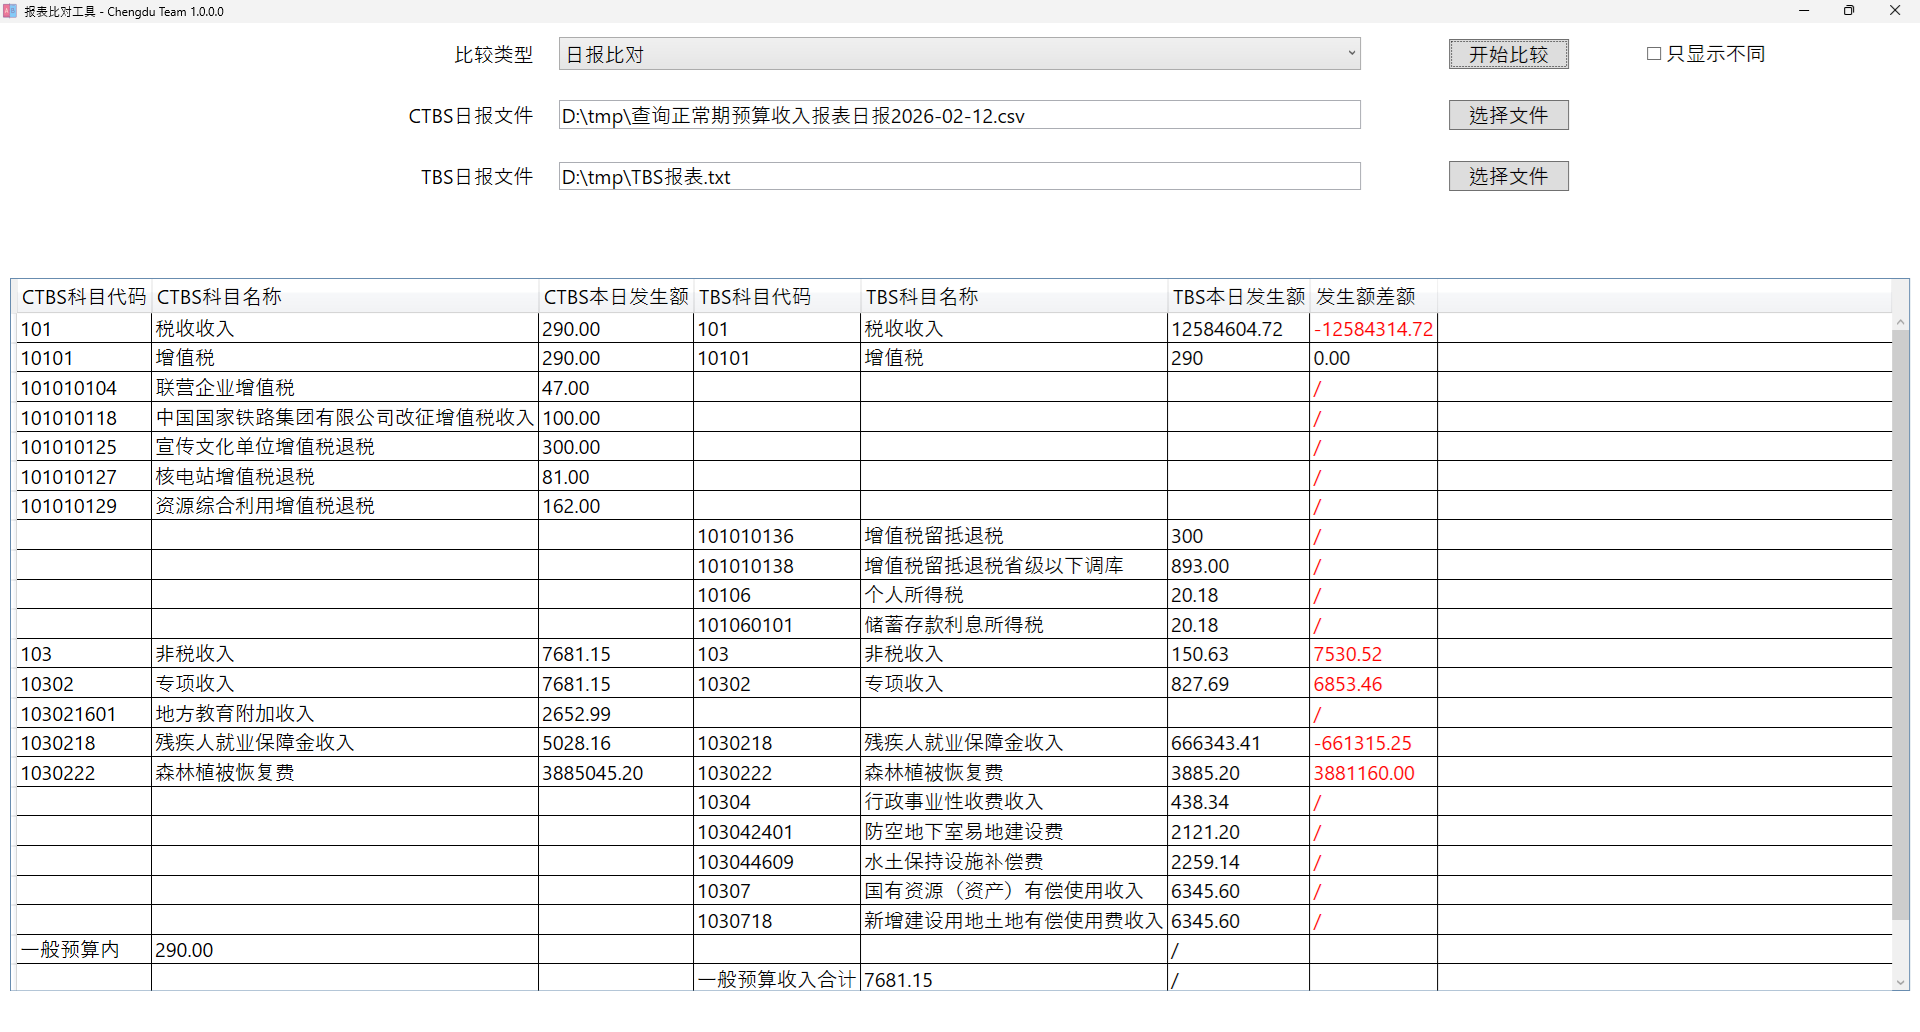 报表比对工具 - Chengdu Team 1.0.0.0
比较类型 日报比对 开始比较 只显示不同
CTBS日报文件 D:\tmp\查询正常期预算收入报表日报2026-02-12.csv 选择文件
TBS日报文件 D:\tmp\TBS报表.txt 选择文件
CTBS科目代码 CTBS科目名称 CTBS本日发生额 TBS科目代码 TBS科目名称 TBS本日发生额 发生额差额
101 税收收入 290.00 101 税收收入 12584604.72 -12584314.72
10101 增值税 290.00 10101 增值税 290 0.00
101010104 联营企业增值税 47.00 /
101010118 中国国家铁路集团有限公司改征增值税收入 100.00 /
101010125 宣传文化单位增值税退税 300.00 /
101010127 核电站增值税退税 81.00 /
101010129 资源综合利用增值税退税 162.00 /
101010136 增值税留抵退税 300 /
101010138 增值税留抵退税省级以下调库 893.00 /
10106 个人所得税 20.18 /
101060101 储蓄存款利息所得税 20.18 /
103 非税收入 7681.15 103 非税收入 150.63 7530.52
10302 专项收入 7681.15 10302 专项收入 827.69 6853.46
103021601 地方教育附加收入 2652.99 /
1030218 残疾人就业保障金收入 5028.16 1030218 残疾人就业保障金收入 666343.41 -661315.25
1030222 森林植被恢复费 3885045.20 1030222 森林植被恢复费 3885.20 3881160.00
10304 行政事业性收费收入 438.34 /
103042401 防空地下室易地建设费 2121.20 /
103044609 水土保持设施补偿费 2259.14 /
10307 国有资源（资产）有偿使用收入 6345.60 /
1030718 新增建设用地土地有偿使用费收入 6345.60 /
一般预算内 290.00 /
一般预算收入合计 7681.15 /